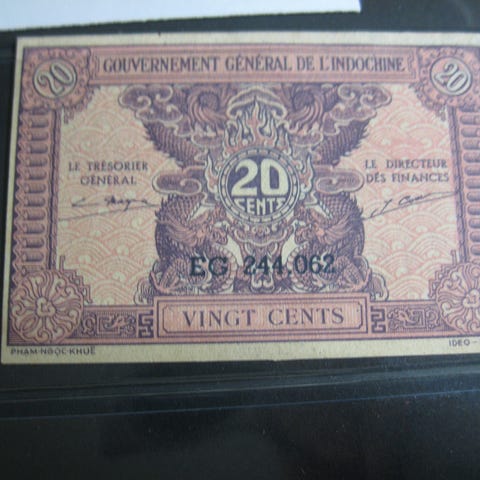 20 GOUVERNEMENT GÉNÉRAL DE L'INDOCHINE 20
LE TRÉSORIER
GÉNÉRAL
20
CENTS
LE DIRECTEUR
DES FINANCES
EG 244.062
VINGT CENTS
PHAM-NGỌC-KHUÊ
IDEO -